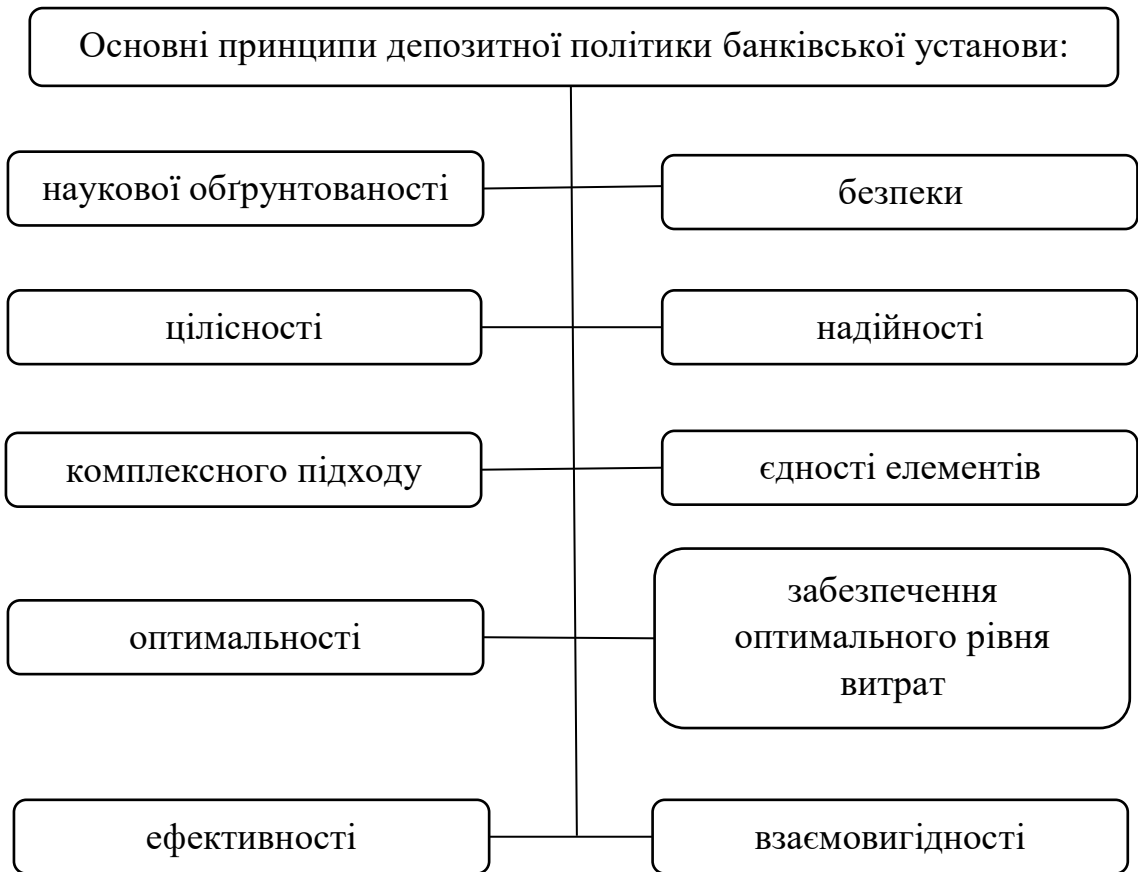 Основні принципи депозитної політики банківської установи:
наукової обґрунтованості
безпеки
цілісності
надійності
комплексного підходу
єдності елементів
оптимальності
забезпечення
оптимального рівня
витрат
ефективності
взаємовигідності